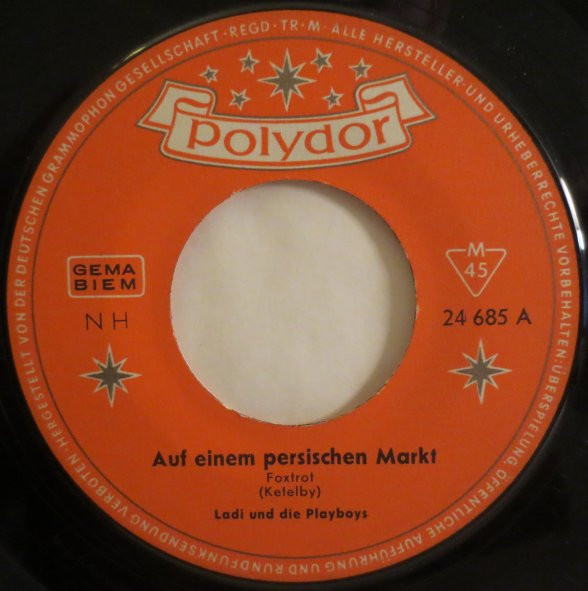 HERGESTELLT VON DER DEUTSCHEN GRAMMOPHON GESELLSCHAFT · REGD · TR · M · ALLE HERSTELLER- UND URHEBERRECHTE VORBEHALTEN: ÜBERSPIELUNG, ÖFFENTLICHE AUFFÜHRUNG UND RUNDFUNKSENDUNG VERBOTEN ·
Polydor
GEMA
BIEM
N H
M
45
24 685 A
Auf einem persischen Markt
Foxtrot
(Ketelby)
Ladi und die Playboys